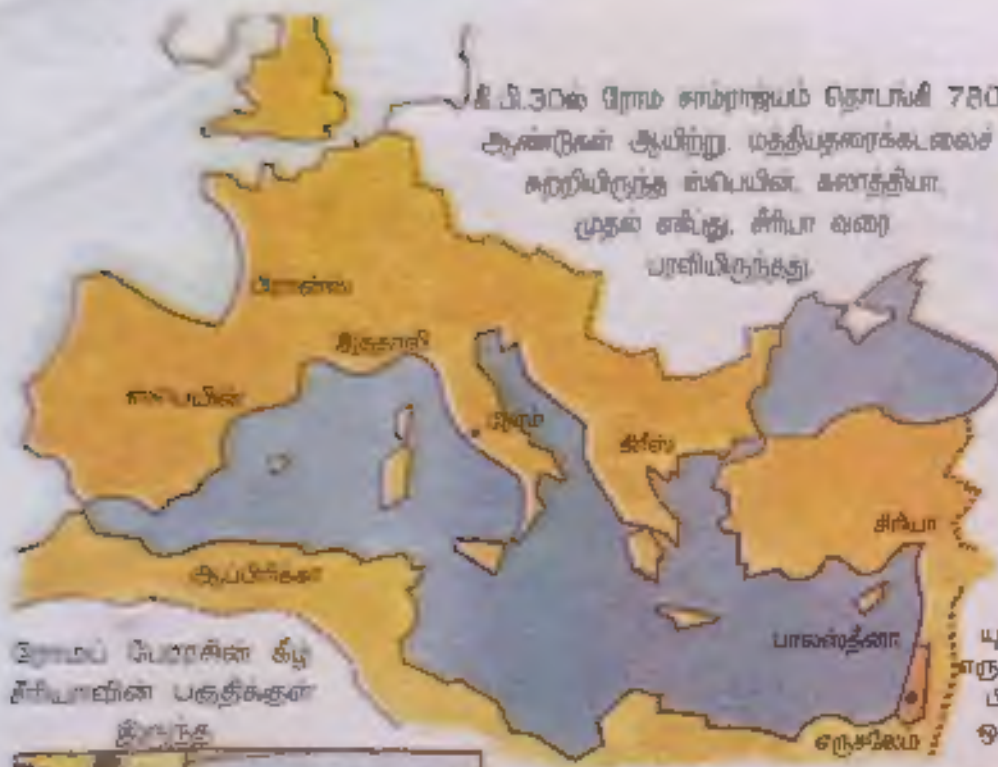 கி.பி.30ல் ரோம சாம்ராஜ்யம் தொடங்கி 780
ஆண்டுகள் ஆயிற்று. மத்தியதரைக்கடலைச்
சுற்றியிருந்த ஸ்பெயின், கலாத்தியா,
முதல் எகிப்து, சீரியா வரை
பரவியிருந்தது
பிரான்ஸ்
இத்தாலி
ஸ்பெயின்
ரோம்
கிரீஸ்
சிரியா
ஆப்பிரிக்கா
பாலஸ்தீனா
ரோமப் பேரரசின் கீழ்
சீரியாவின் பகுதிக்குள்
இருந்த
எருசலேம்